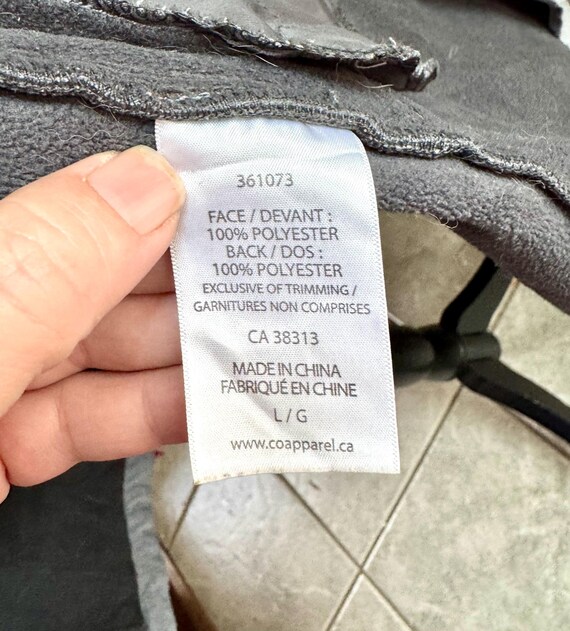 361073
FACE / DEVANT :
100% POLYESTER
BACK / DOS :
100% POLYESTER
EXCLUSIVE OF TRIMMING /
GARNITURES NON COMPRISES
CA 38313
MADE IN CHINA
FABRIQUÉ EN CHINE
L / G
www.coapparel.ca